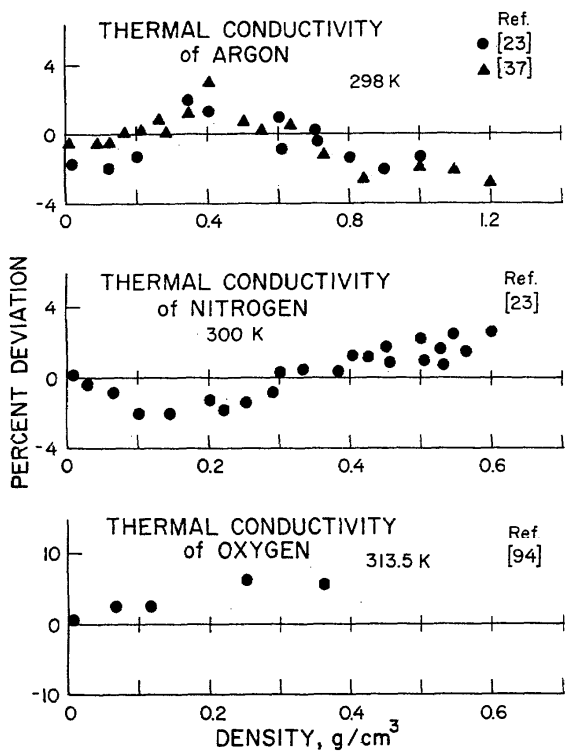 THERMAL CONDUCTIVITY
of ARGON
298 K
Ref.
● [23]
▲ [37]
4
0
-4
0 0.4 0.8 1.2
THERMAL CONDUCTIVITY
of NITROGEN
300 K
Ref.
[23]
4
0
-4
0 0.2 0.4 0.6
PERCENT DEVIATION
THERMAL CONDUCTIVITY
of OXYGEN
313.5 K
Ref.
[94]
10
0
-10
0 0.2 0.4 0.6
DENSITY, g/cm³